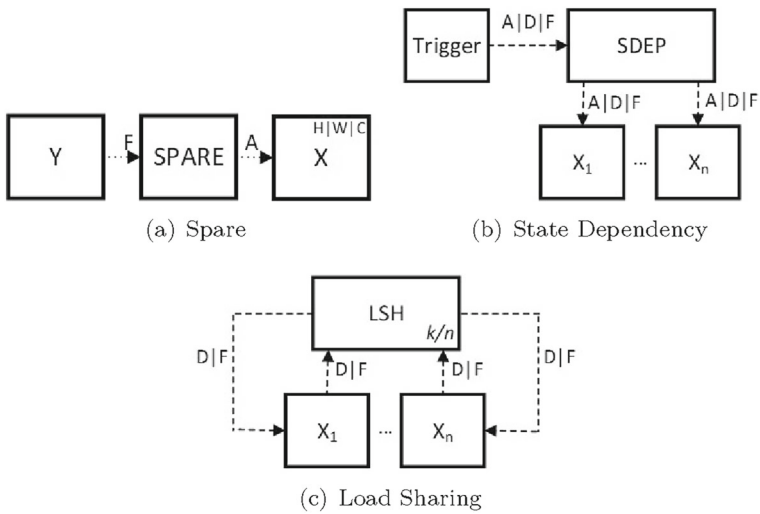 Y
F
SPARE
A
H|W|C
X
(a) Spare
Trigger
A|D|F
SDEP
A|D|F
A|D|F
X₁
...
Xₙ
(b) State Dependency
LSH
k/n
D|F
D|F
D|F
D|F
X₁
...
Xₙ
(c) Load Sharing